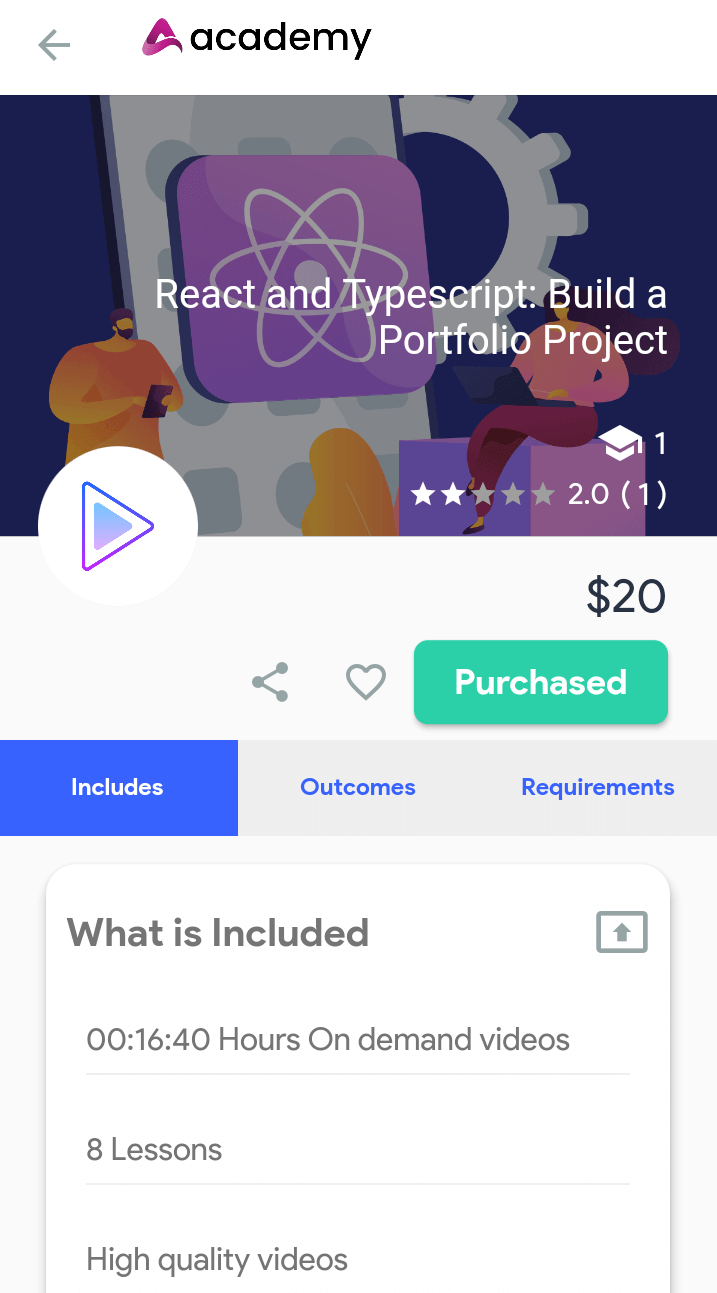 academy
React and Typescript: Build a
Portfolio Project
1
2.0 ( 1 )
$20
Purchased
Includes Outcomes Requirements
What is Included
00:16:40 Hours On demand videos
8 Lessons
High quality videos